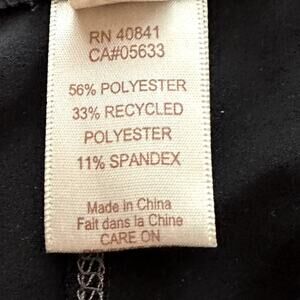 RN 40841
CA#05633
56% POLYESTER
33% RECYCLED
POLYESTER
11% SPANDEX
Made in China
Fait dans la Chine
CARE ON